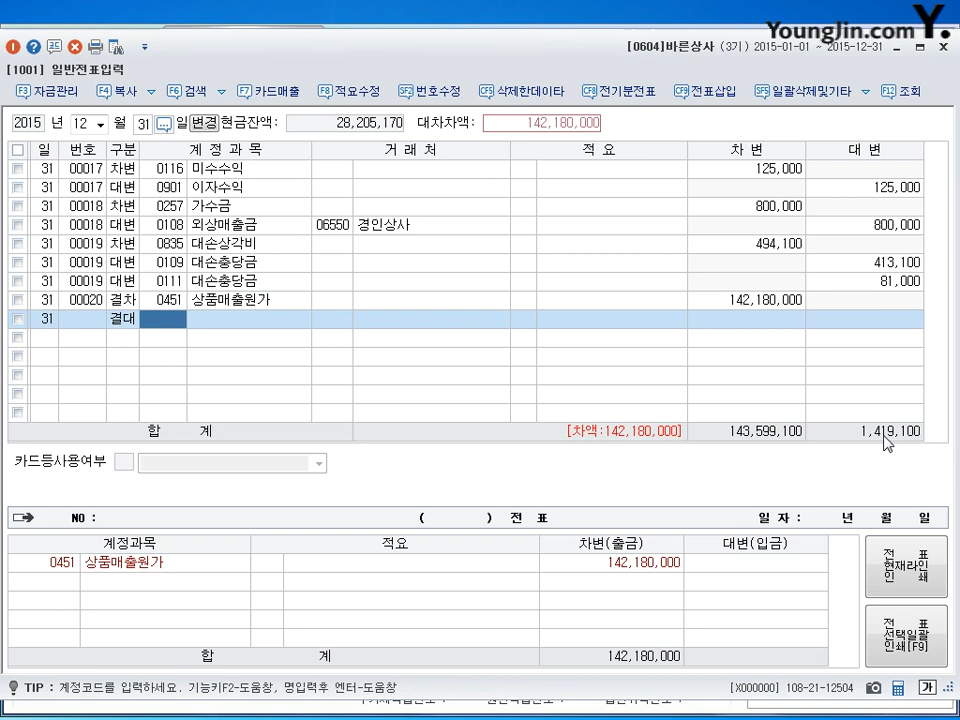 YoungJin.com Y.
[0604]바른상사 (3기) 2015-01-01 ~ 2015-12-31
[1001] 일반전표입력
F3 자금관리 F4 복사 F6 검색 F7 카드매출 F8 적요수정 SF2 번호수정 CF5 삭제한데이타 CF8 전기분전표 CF9 전표삽입 SF5 일괄삭제및기타 F12 조회
2015 년 12 월 31 일 변경 현금잔액: 28,205,170 대차차액: 142,180,000
일 번호 구분 계 정 과 목 거 래 처 적 요 차 변 대 변
31 00017 차변 0116 미수수익 125,000
31 00017 대변 0901 이자수익 125,000
31 00018 차변 0257 가수금 800,000
31 00018 대변 0108 외상매출금 06550 경인상사 800,000
31 00019 차변 0835 대손상각비 494,100
31 00019 대변 0109 대손충당금 413,100
31 00019 대변 0111 대손충당금 81,000
31 00020 결차 0451 상품매출원가 142,180,000
31 결대
합 계 [차액:142,180,000] 143,599,100 1,419,100
카드등사용여부
NO : ( ) 전 표 일 자 : 년 월 일
계정과목 적요 차변(출금) 대변(입금)
0451 상품매출원가 142,180,000
합 계 142,180,000
전 표
현재라인
인 쇄
전 표
선택일괄
인쇄[F9]
TIP : 계정코드를 입력하세요. 기능키F2-도움창, 명입력후 엔터-도움창 [X000000] 108-21-12504 가